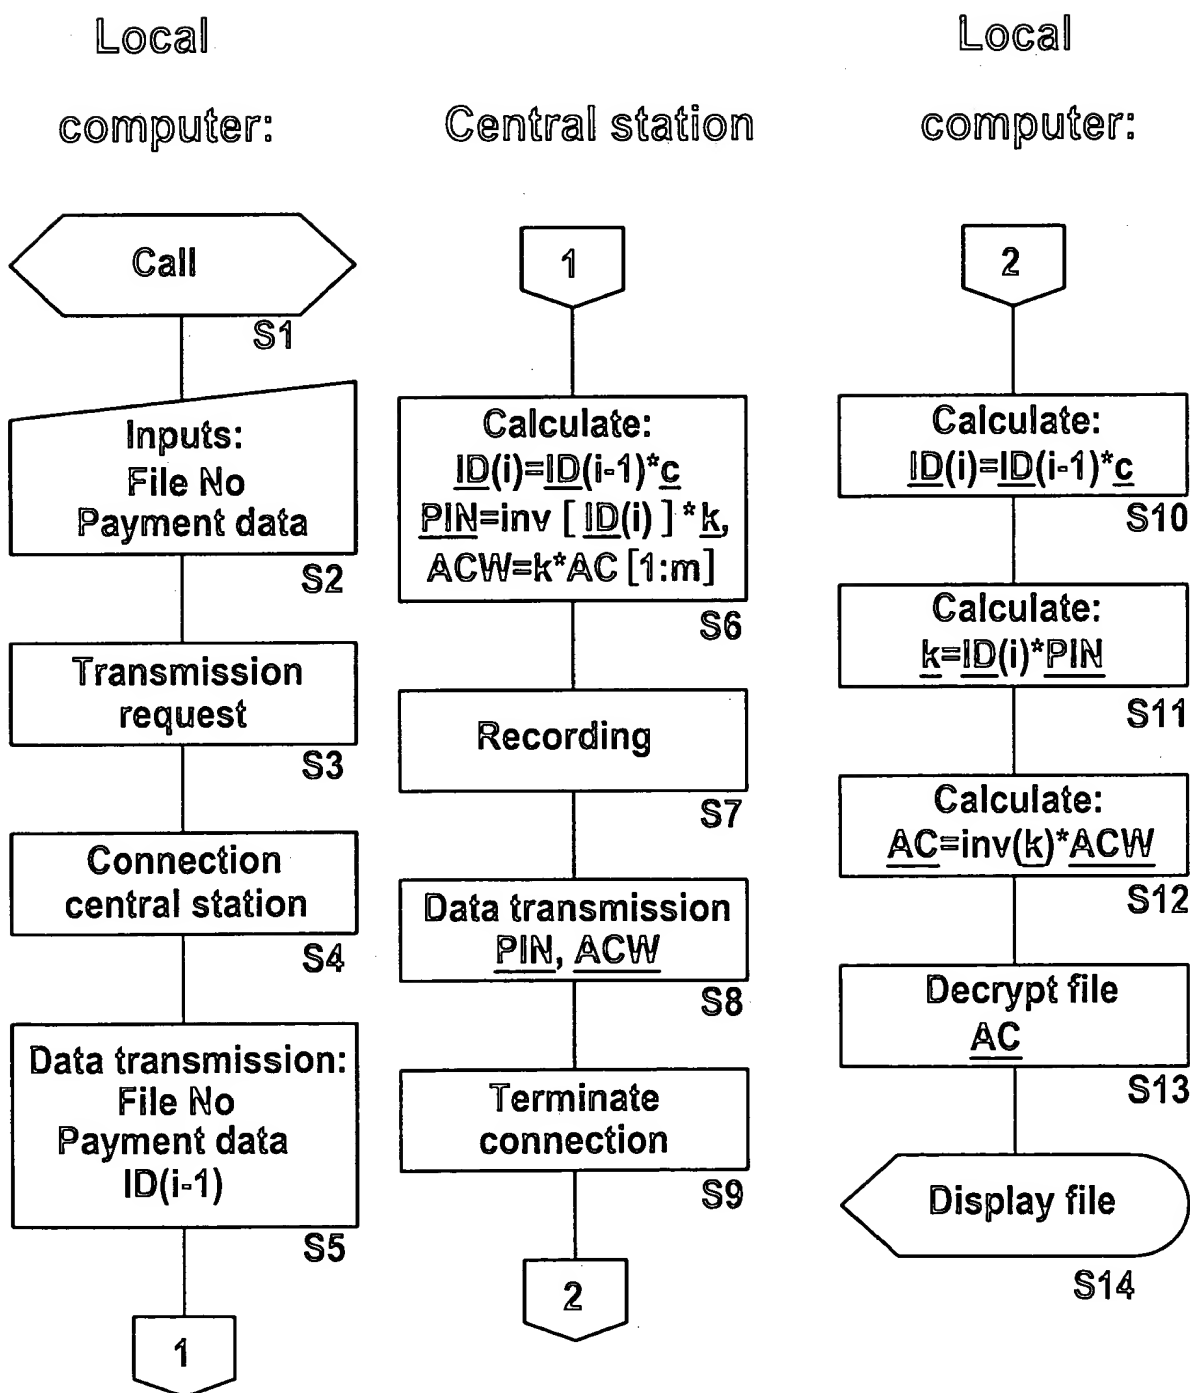 Local
computer:
Call
S1
Inputs:
File No
Payment data
S2
Transmission
request
S3
Connection
central station
S4
Data transmission:
File No
Payment data
ID(i-1)
S5
1
Central station
1
Calculate:
ID(i)=ID(i-1)*c
PIN=inv [ ID(i) ] * k,
ACW=k*AC [1:m]
S6
Recording
S7
Data transmission
PIN, ACW
S8
Terminate
connection
S9
2
Local
computer:
2
Calculate:
ID(i)=ID(i-1)*c
S10
Calculate:
k=ID(i)*PIN
S11
Calculate:
AC=inv(k)*ACW
S12
Decrypt file
AC
S13
Display file
S14